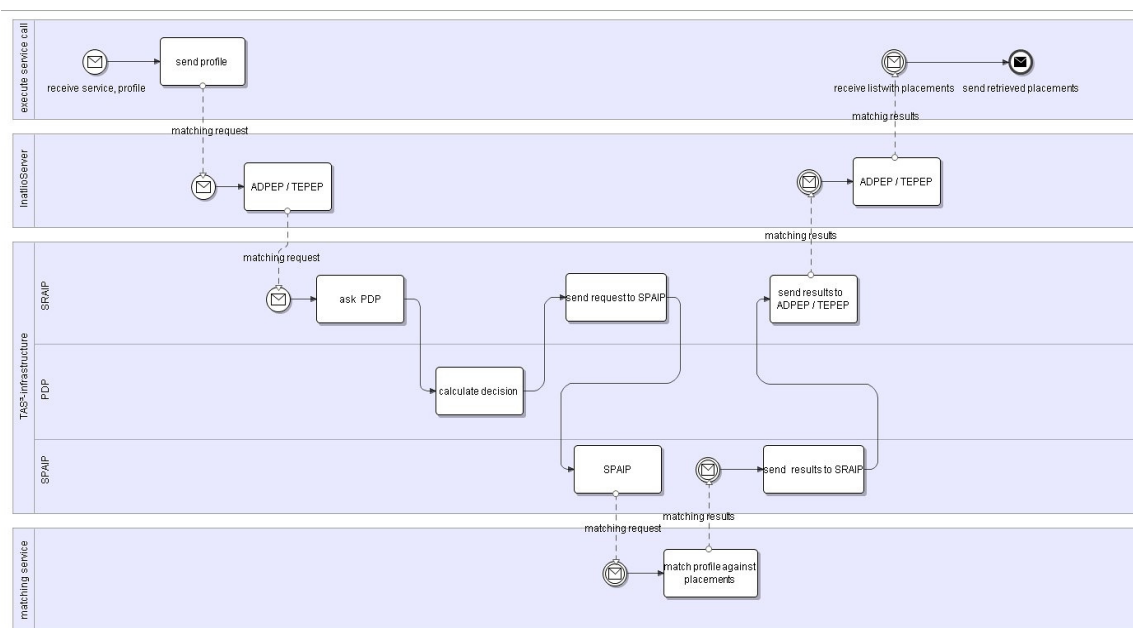 execute service call
send profile
receive service, profile
receive listwith placements
send retrieved placements
matchig results
matching request
InatlloServer
ADPEP / TEPEP
ADPEP / TEPEP
matching results
matching request
TAS³-infrastructure
SRAIP
ask PDP
send request to SPAIP
send results to
ADPEP / TEPEP
PDP
calculate decision
SPAIP
SPAIP
send results to SRAIP
matching results
matching request
matching service
match profile against
placements